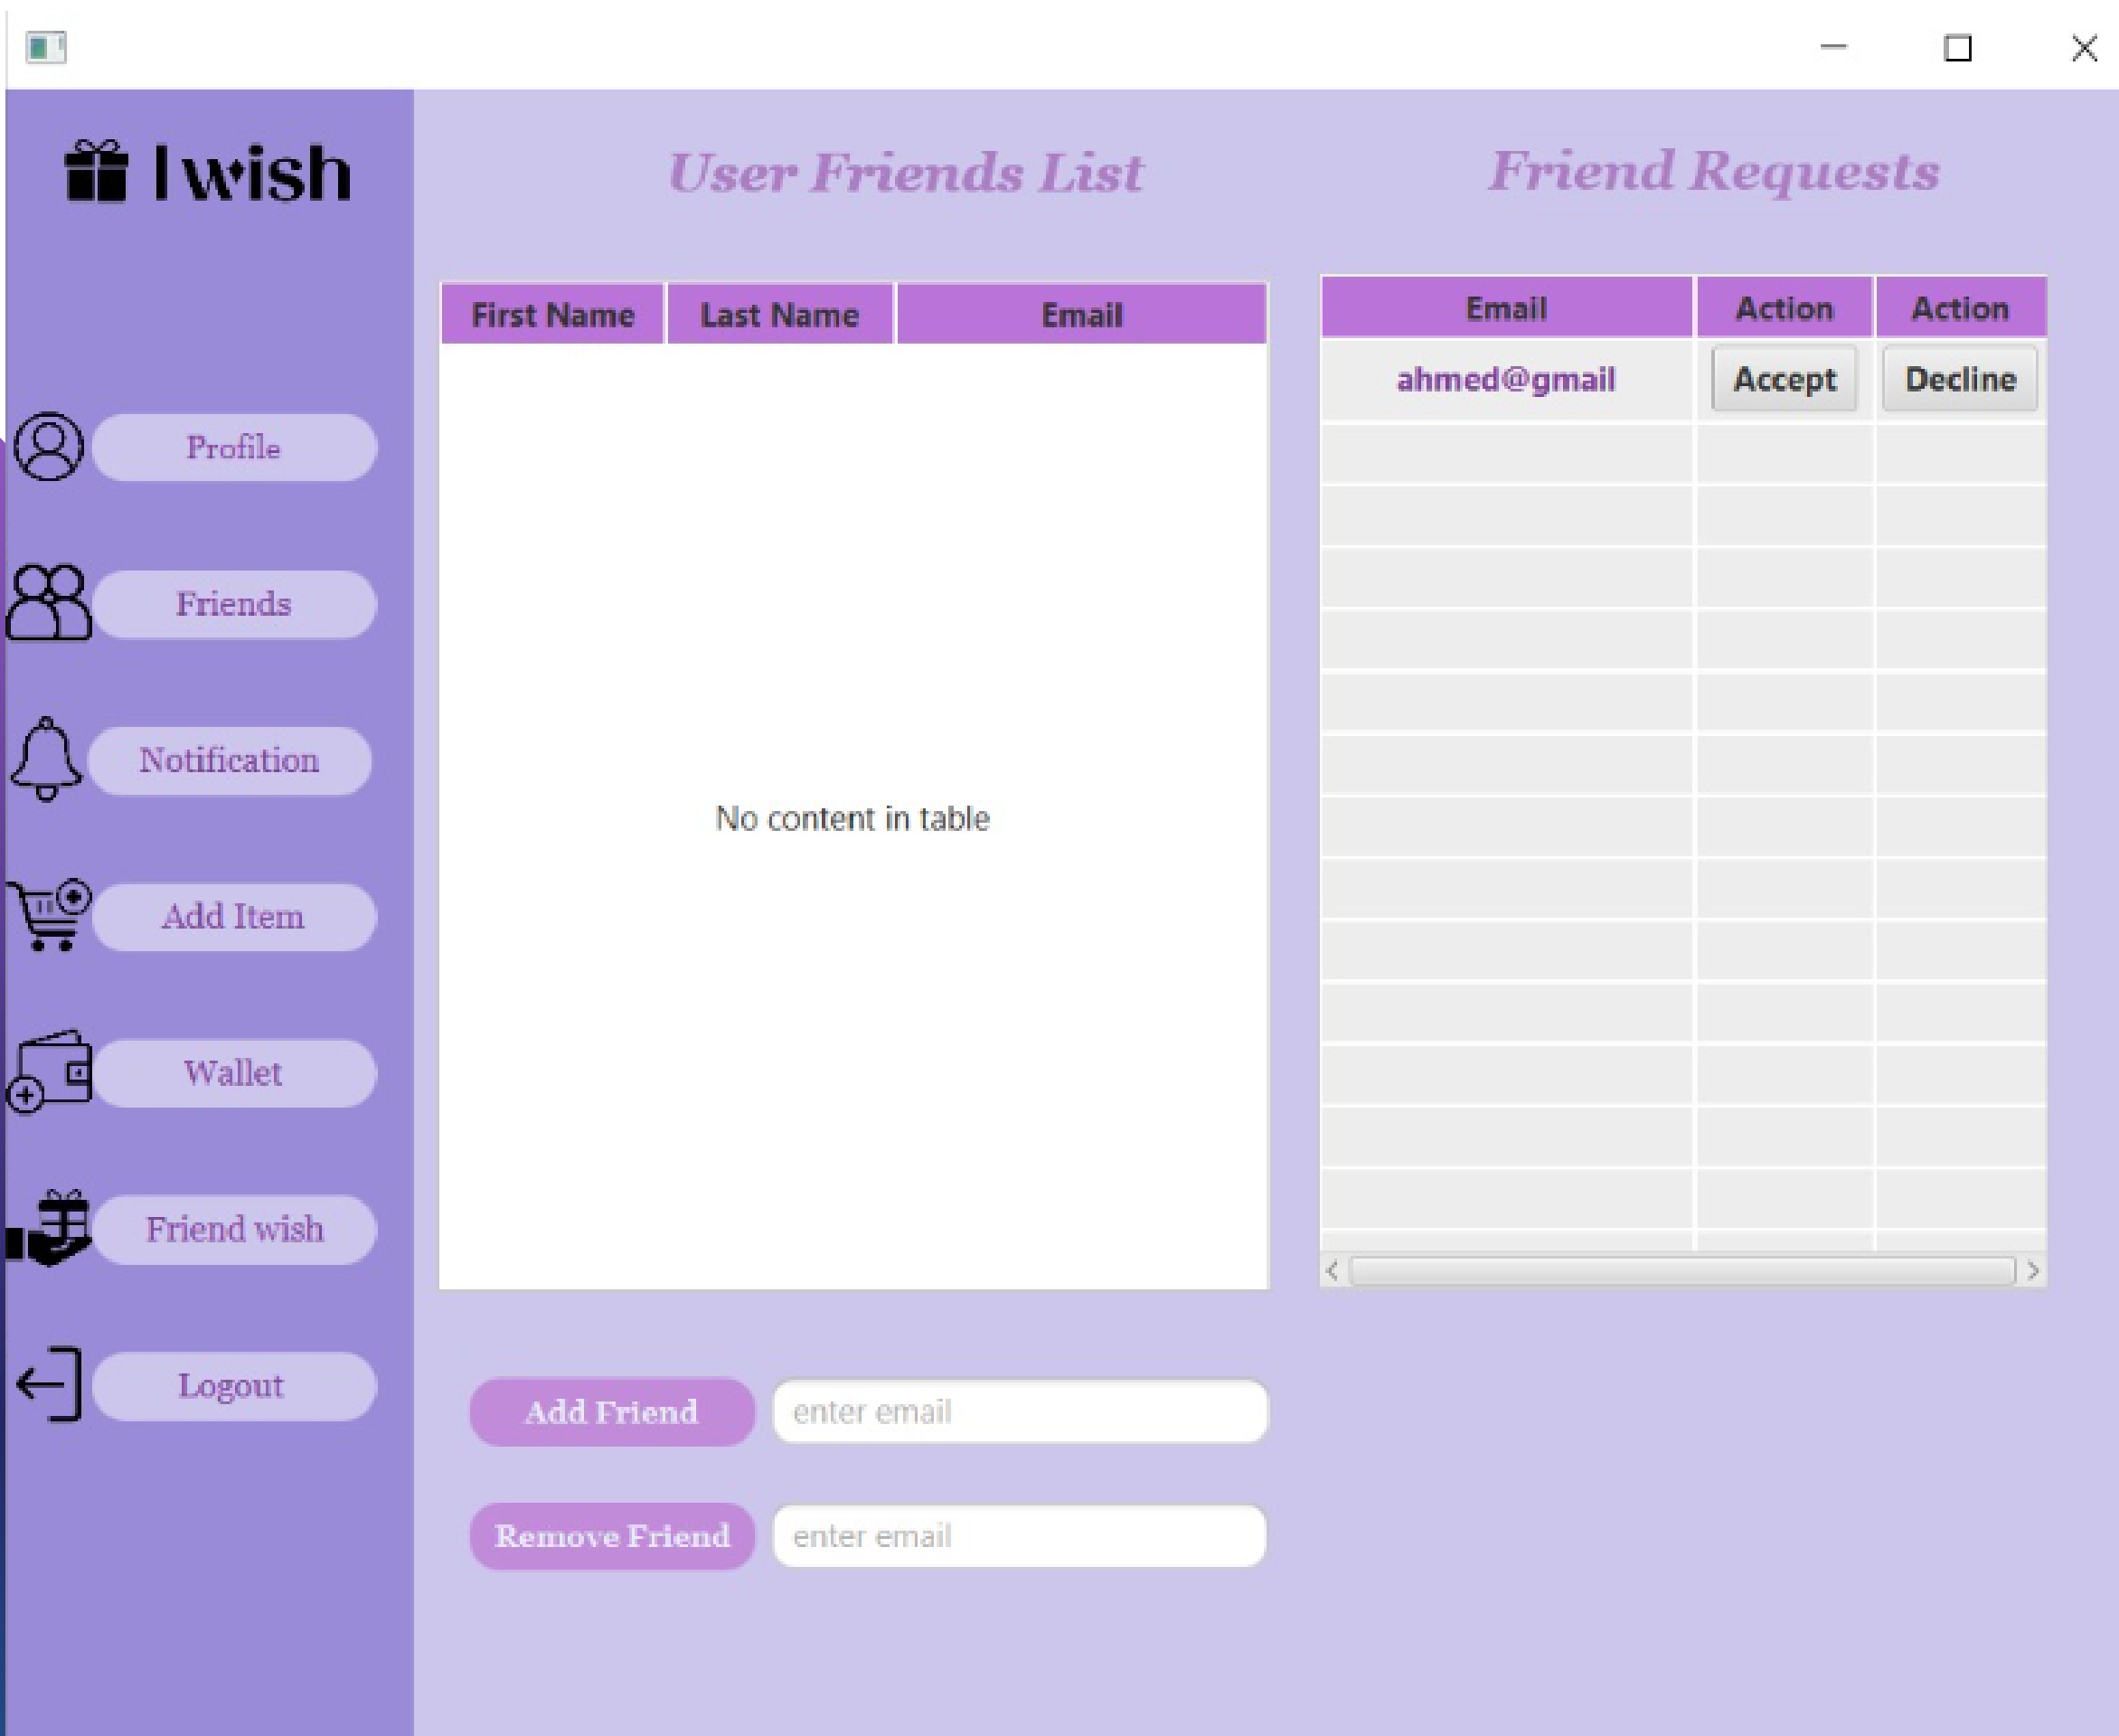 I wish
Profile
Friends
Notification
Add Item
Wallet
Friend wish
Logout
User Friends List
First Name Last Name Email
No content in table
Add Friend enter email
Remove Friend enter email
Friend Requests
Email Action Action
ahmed@gmail Accept Decline